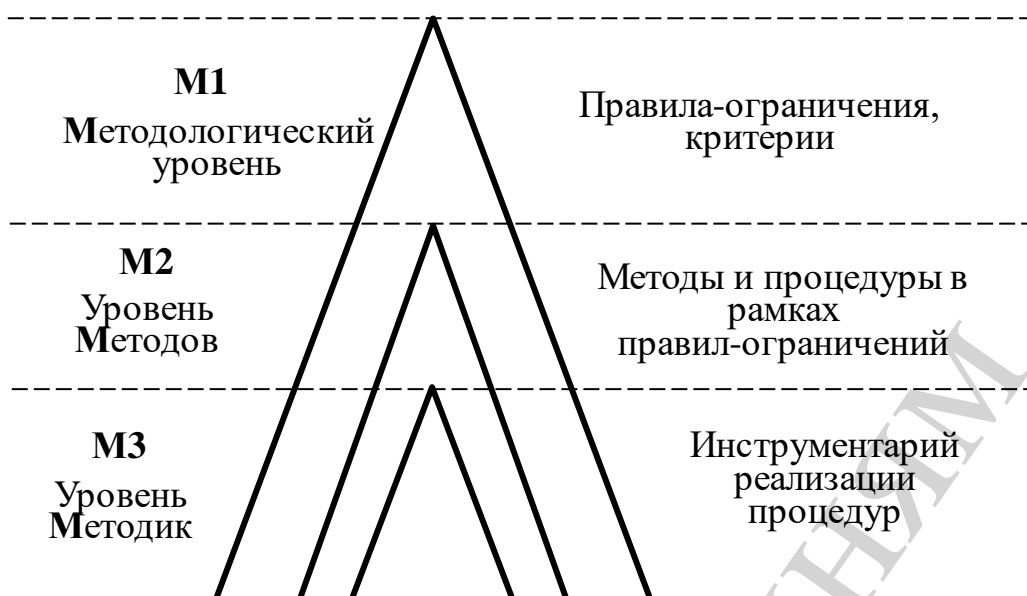 М1
Методологический
уровень
Правила-ограничения,
критерии
М2
Уровень
Методов
Методы и процедуры в
рамках
правил-ограничений
М3
Уровень
Методик
Инструментарий
реализации
процедур